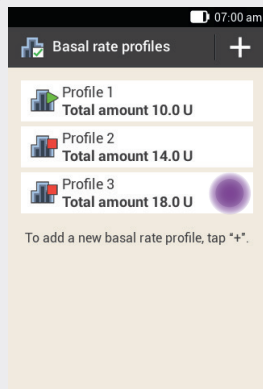 07:00 am
Basal rate profiles
Profile 1
Total amount 10.0 U
Profile 2
Total amount 14.0 U
Profile 3
Total amount 18.0 U
To add a new basal rate profile, tap “+”.